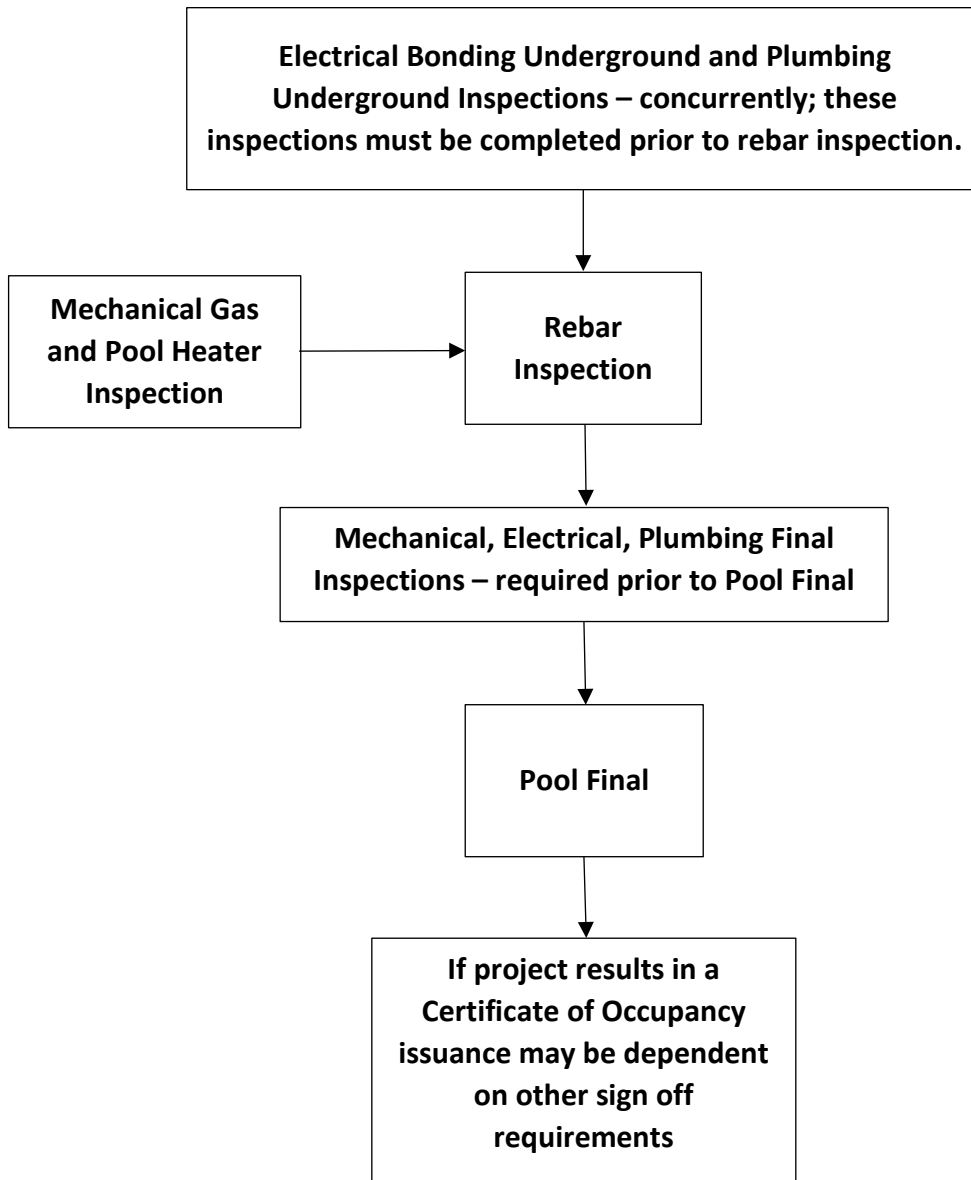 Electrical Bonding Underground and Plumbing
Underground Inspections – concurrently; these
inspections must be completed prior to rebar inspection.
Mechanical Gas
and Pool Heater
Inspection
Rebar
Inspection
Mechanical, Electrical, Plumbing Final
Inspections – required prior to Pool Final
Pool Final
If project results in a
Certificate of Occupancy
issuance may be dependent
on other sign off
requirements